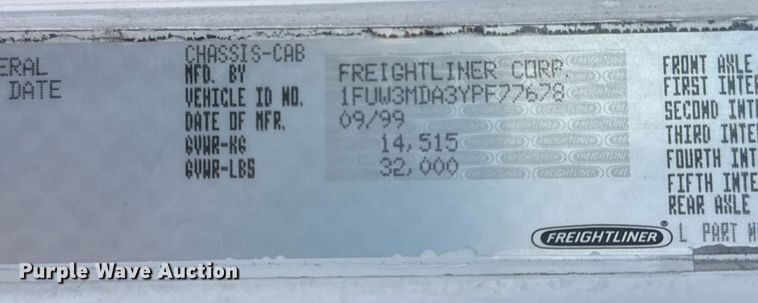 ERAL
DATE
CHASSIS-CAB
MFD. BY FREIGHTLINER CORP.
VEHICLE ID NO. 1FUW3MDA3YPF77678
DATE OF MFR. 09/99
GVWR-KG 14,515
GVWR-LBS 32,000
FRONT AXLE
FIRST INTE
SECOND INTE
THIRD INTE
FOURTH INT
FIFTH INTE
REAR AXLE
FREIGHTLINER
L PART
Purple Wave Auction